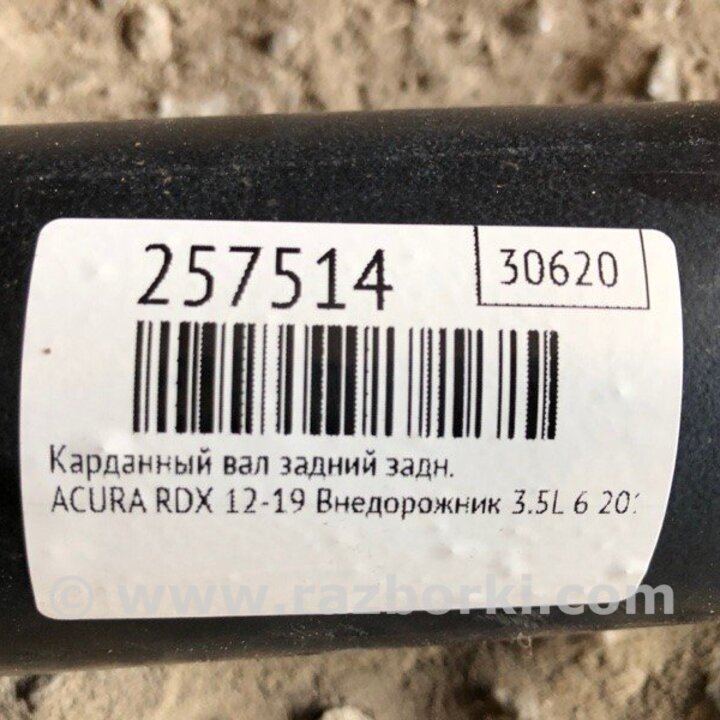 257514
30620
Карданный вал задний задн.
ACURA RDX 12-19 Внедорожник 3.5L 6
© www.razborki.com